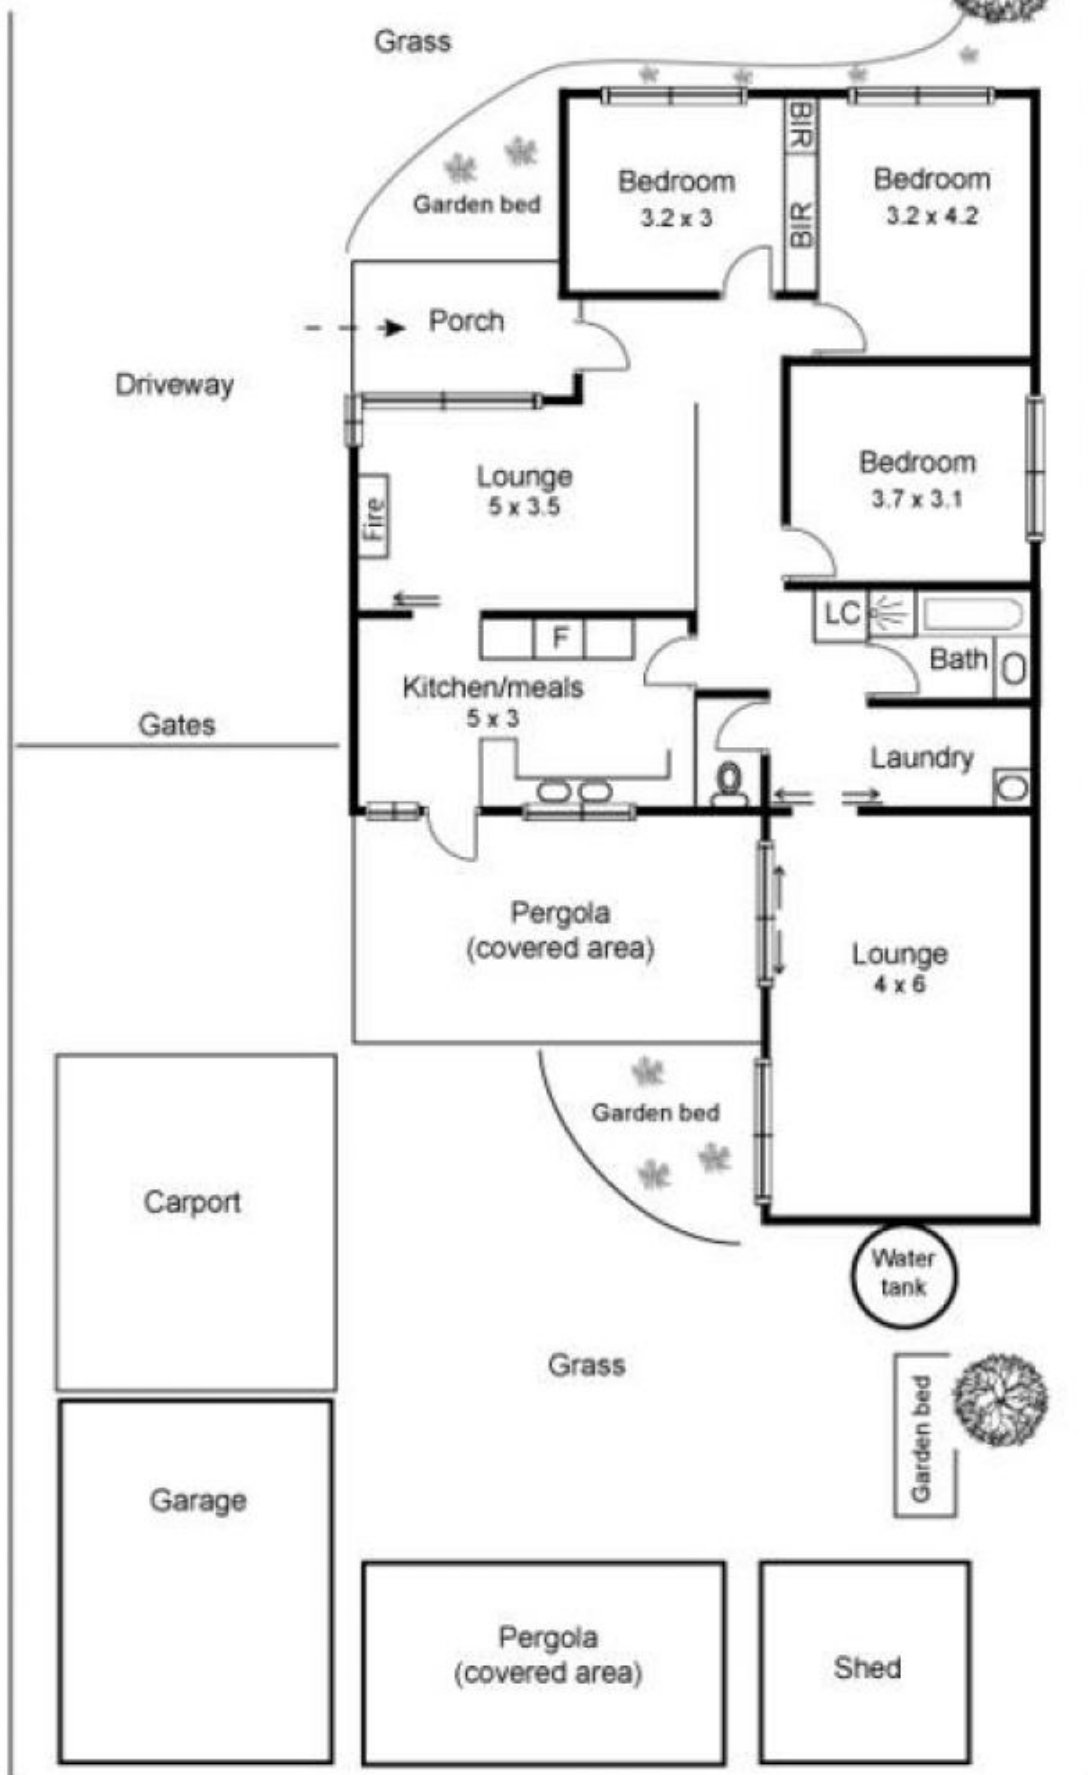 Grass
Bedroom
3.2 x 3
BIR
BIR
Bedroom
3.2 x 4.2
Garden bed
Porch
Driveway
Lounge
5 x 3.5
Fire
Bedroom
3.7 x 3.1
LC
Bath
F
Kitchen/meals
5 x 3
Gates
Laundry
Pergola
(covered area)
Lounge
4 x 6
Garden bed
Carport
Water
tank
Grass
Garden bed
Garage
Pergola
(covered area)
Shed